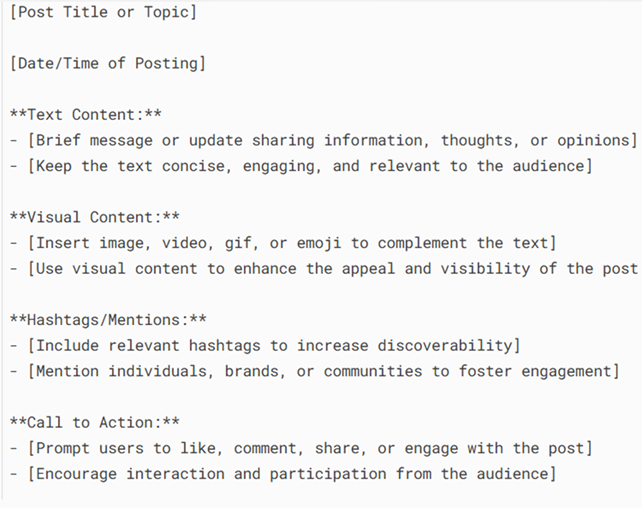 [Post Title or Topic]
[Date/Time of Posting]
**Text Content:**
- [Brief message or update sharing information, thoughts, or opinions]
- [Keep the text concise, engaging, and relevant to the audience]
**Visual Content:**
- [Insert image, video, gif, or emoji to complement the text]
- [Use visual content to enhance the appeal and visibility of the post
**Hashtags/Mentions:**
- [Include relevant hashtags to increase discoverability]
- [Mention individuals, brands, or communities to foster engagement]
**Call to Action:**
- [Prompt users to like, comment, share, or engage with the post]
- [Encourage interaction and participation from the audience]